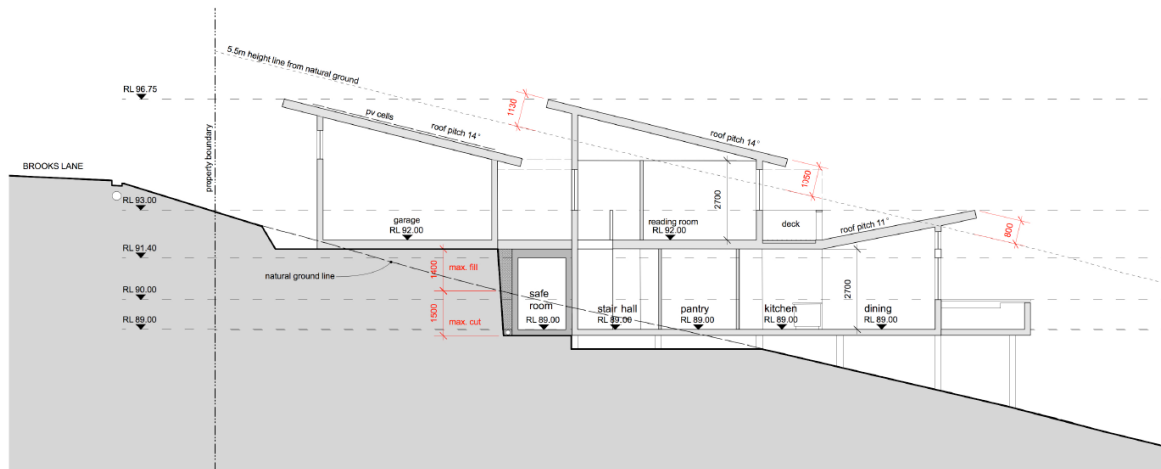 5.5m height line from natural ground
RL 96.75
1130
pv cells
roof pitch 14°
roof pitch 14°
BROOKS LANE
property boundary
1350
2700
RL 93.00
garage
RL 92.00
reading room
RL 92.00
deck
roof pitch 11°
800
RL 91.40
natural ground line
1400
max. fill
2700
RL 90.00
safe
room
RL 89.00
stair hall
RL 89.00
pantry
RL 89.00
kitchen
RL 89.00
dining
RL 89.00
1500
max. cut
RL 89.00